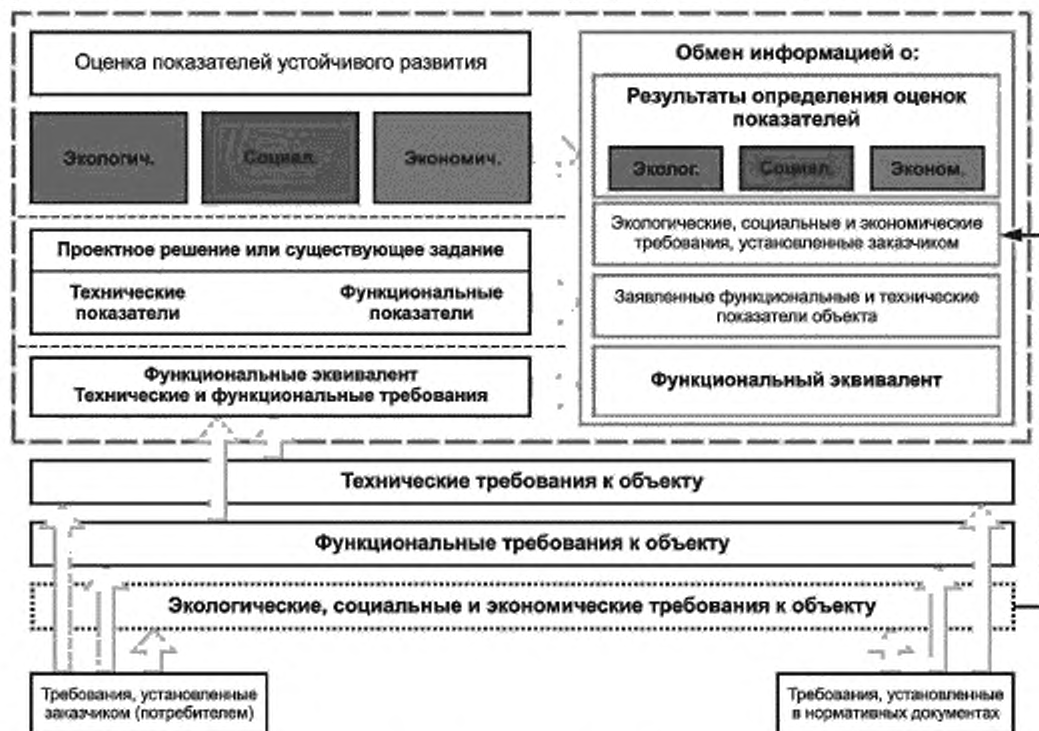 Оценка показателей устойчивого развития
Экологич.
Социал.
Экономич.
Проектное решение или существующее задание
Технические
показатели
Функциональные
показатели
Функциональные эквивалент
Технические и функциональные требования
Обмен информацией о:
Результаты определения оценок
показателей
Эколог.
Социал.
Эконом.
Экологические, социальные и экономические
требования, установленные заказчиком
Заявленные функциональные и технические
показатели объекта
Функциональный эквивалент
Технические требования к объекту
Функциональные требования к объекту
Экологические, социальные и экономические требования к объекту
Требования, установленные
заказчиком (потребителем)
Требования, установленные
в нормативных документах